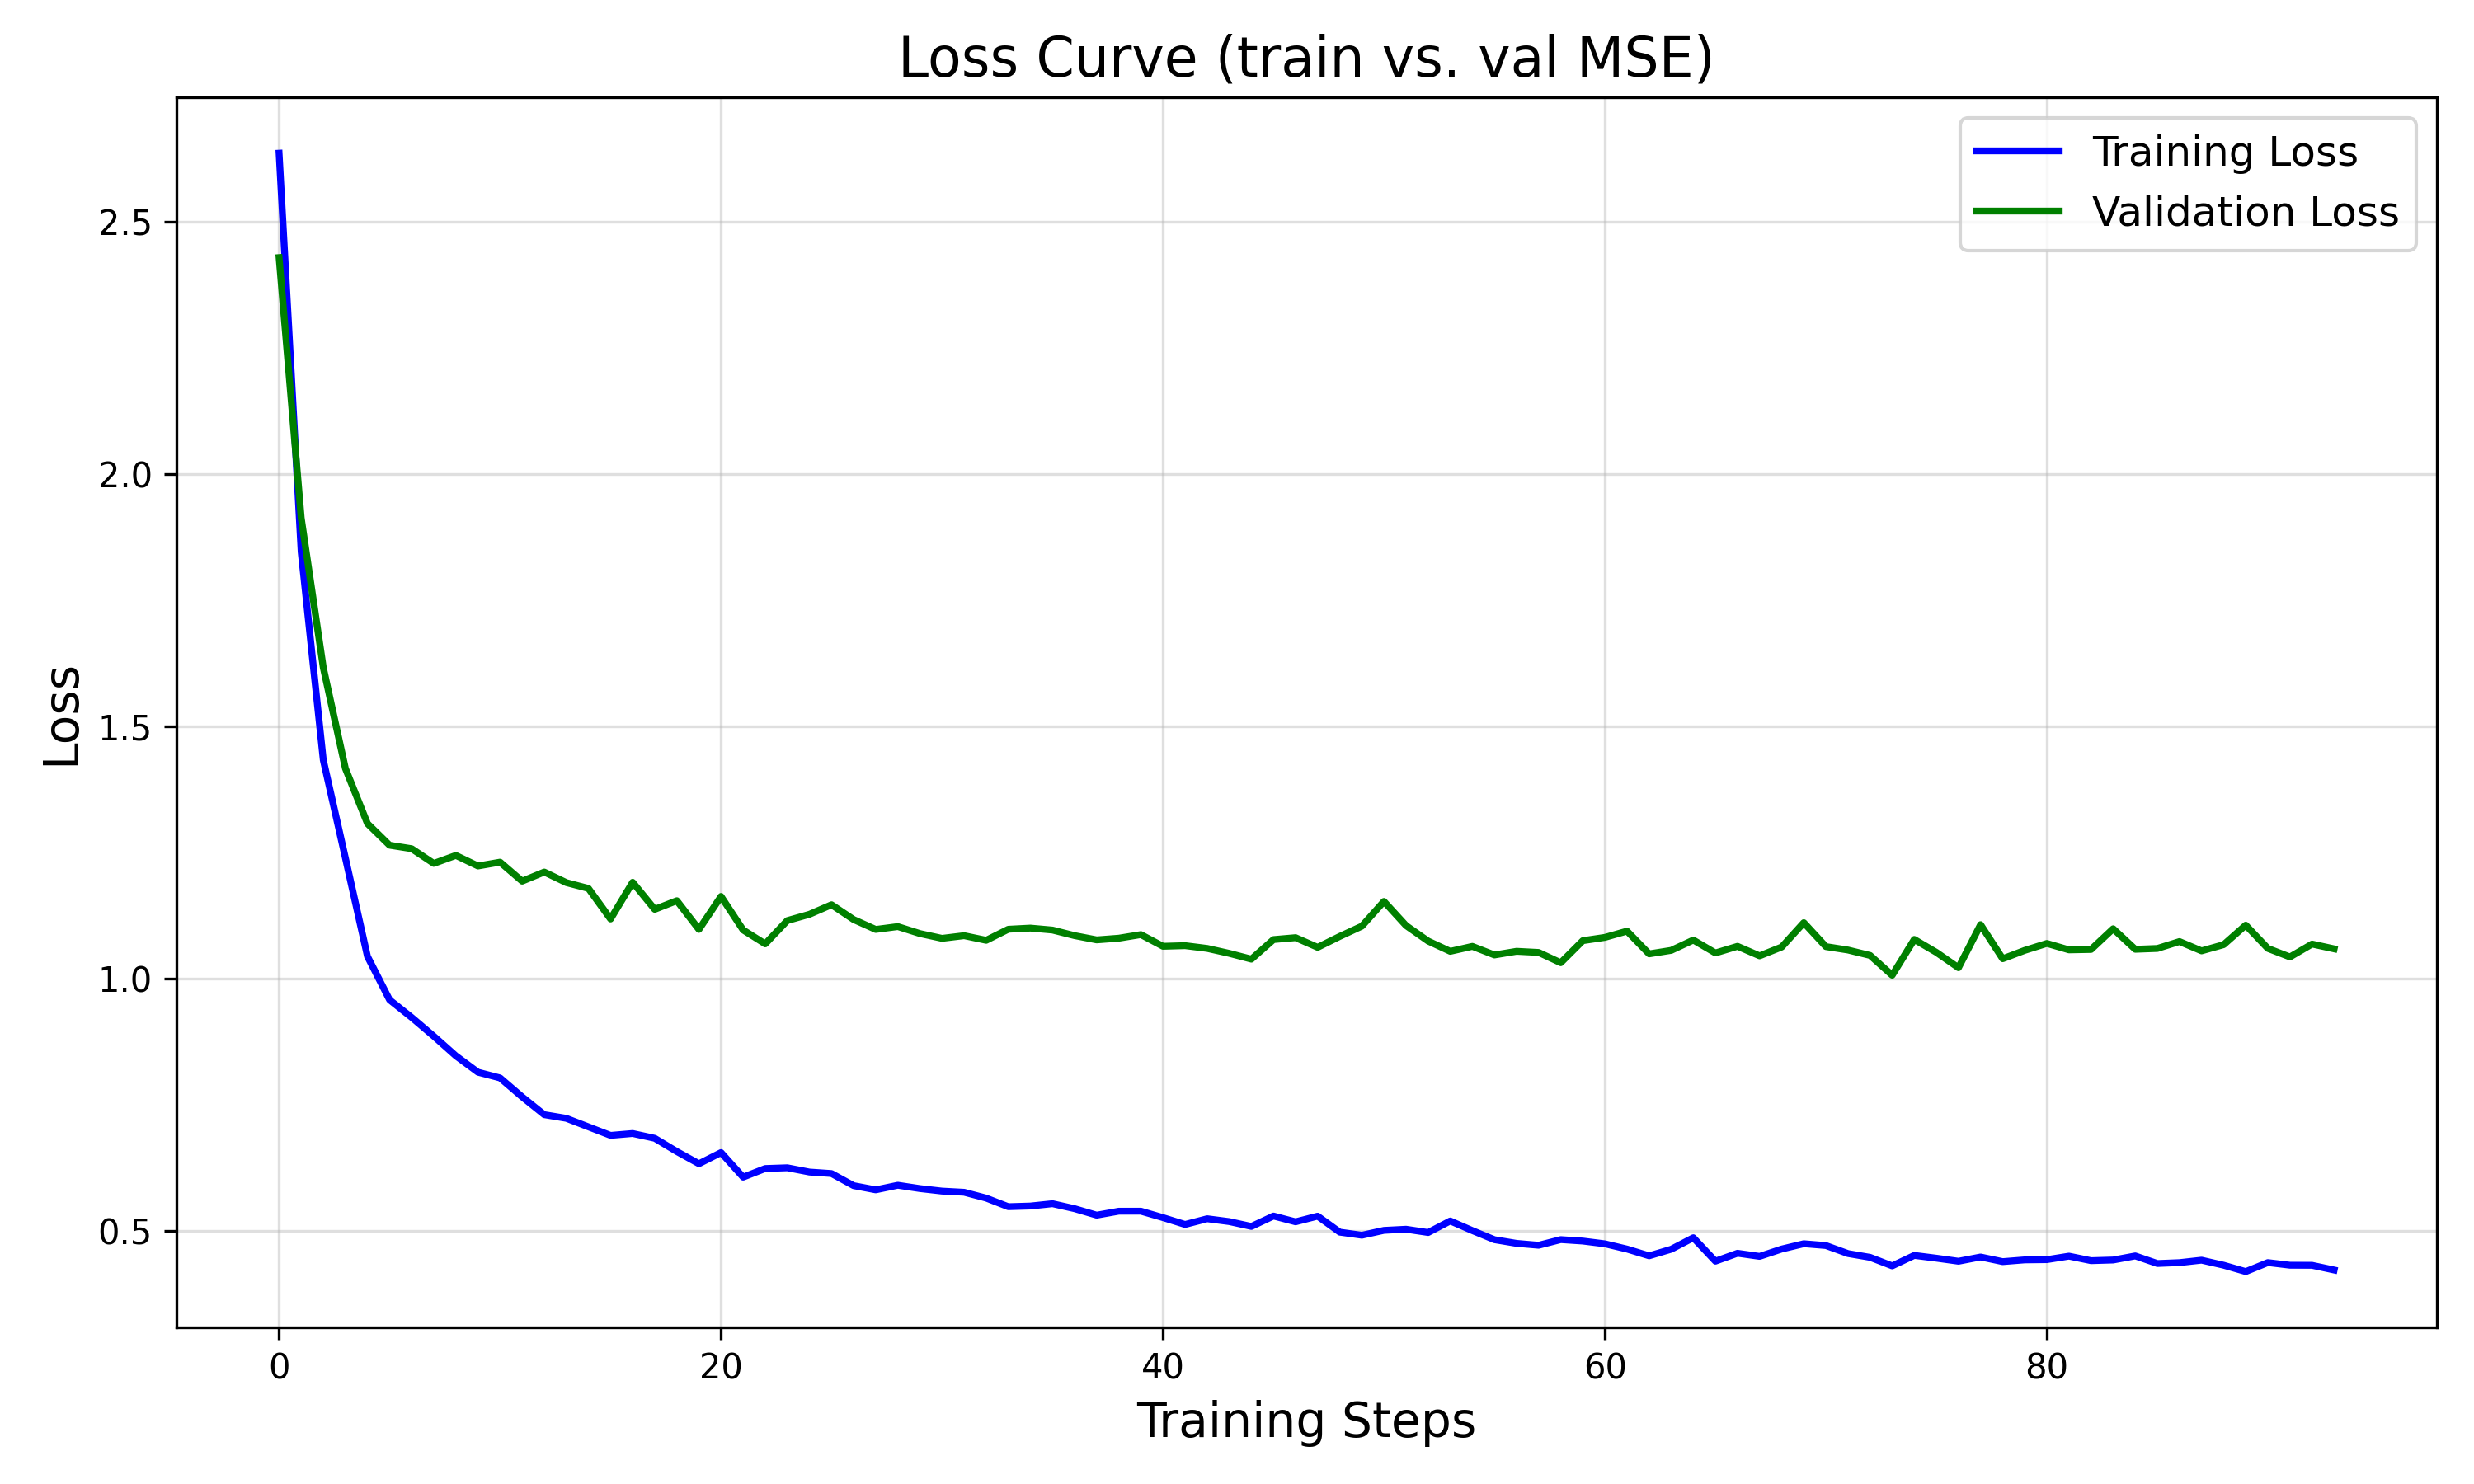 Loss Curve (train vs. val MSE)
Training Loss
Validation Loss
Loss
2.5
2.0
1.5
1.0
0.5
0 20 40 60 80
Training Steps